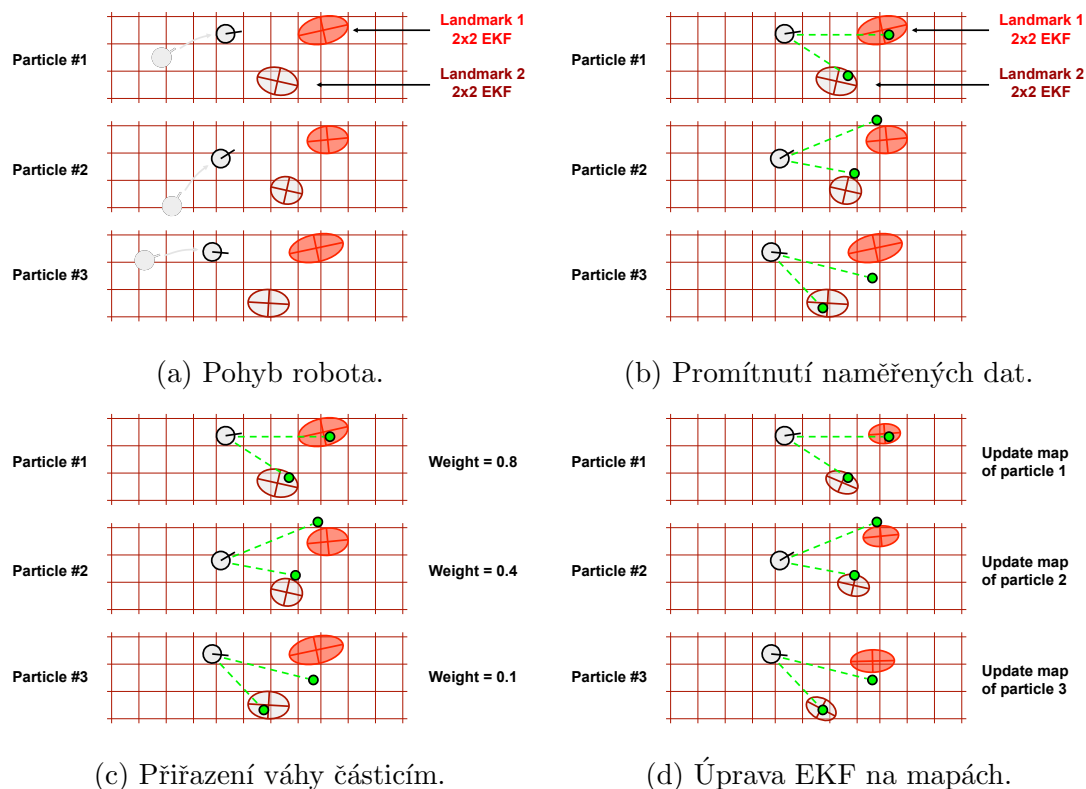 Landmark 1
2x2 EKF
Particle #1
Landmark 2
2x2 EKF
Particle #2
Particle #3
(a) Pohyb robota.
Landmark 1
2x2 EKF
Particle #1
Landmark 2
2x2 EKF
Particle #2
Particle #3
(b) Promítnutí naměřených dat.
Particle #1
Weight = 0.8
Particle #2
Weight = 0.4
Particle #3
Weight = 0.1
(c) Přiřazení váhy částicím.
Particle #1
Update map
of particle 1
Particle #2
Update map
of particle 2
Particle #3
Update map
of particle 3
(d) Úprava EKF na mapách.